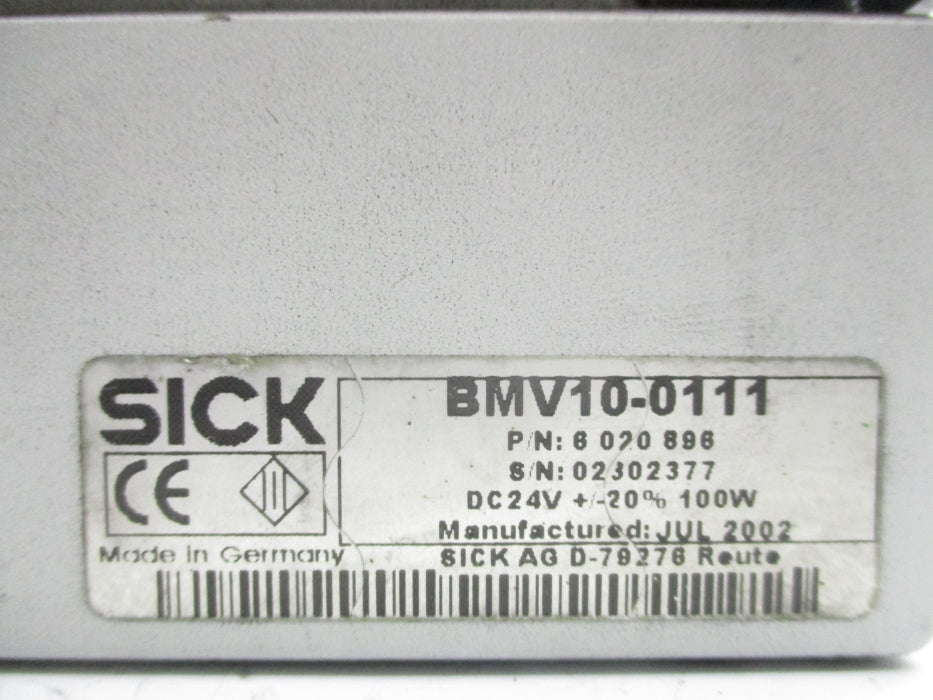 SICK
BMV10-0111
P/N: 6 020 896
S/N: 02302377
DC24V +/-20% 100W
Manufactured: JUL 2002
CE
Made in Germany
SICK AG D-79276 Reute